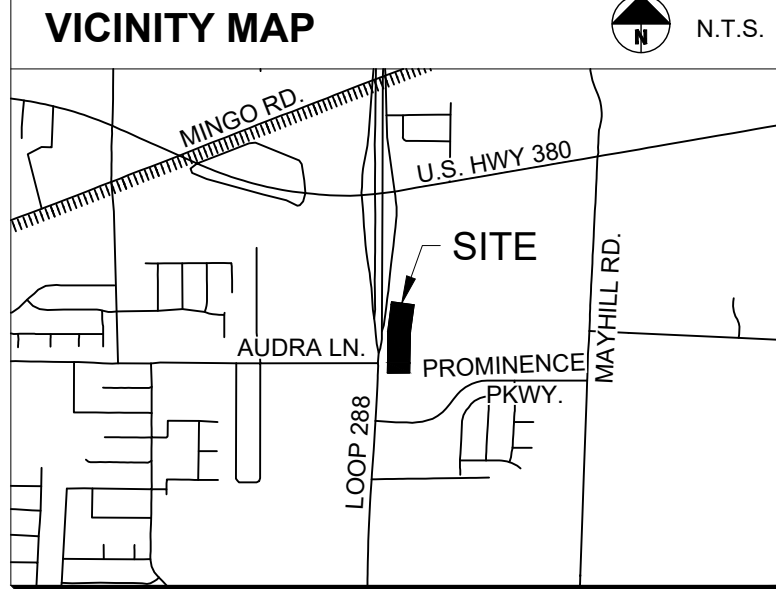 VICINITY MAP
N
N.T.S.
MINGO RD.
U.S. HWY 380
SITE
MAYHILL RD.
AUDRA LN.
PROMINENCE
PKWY.
LOOP 288